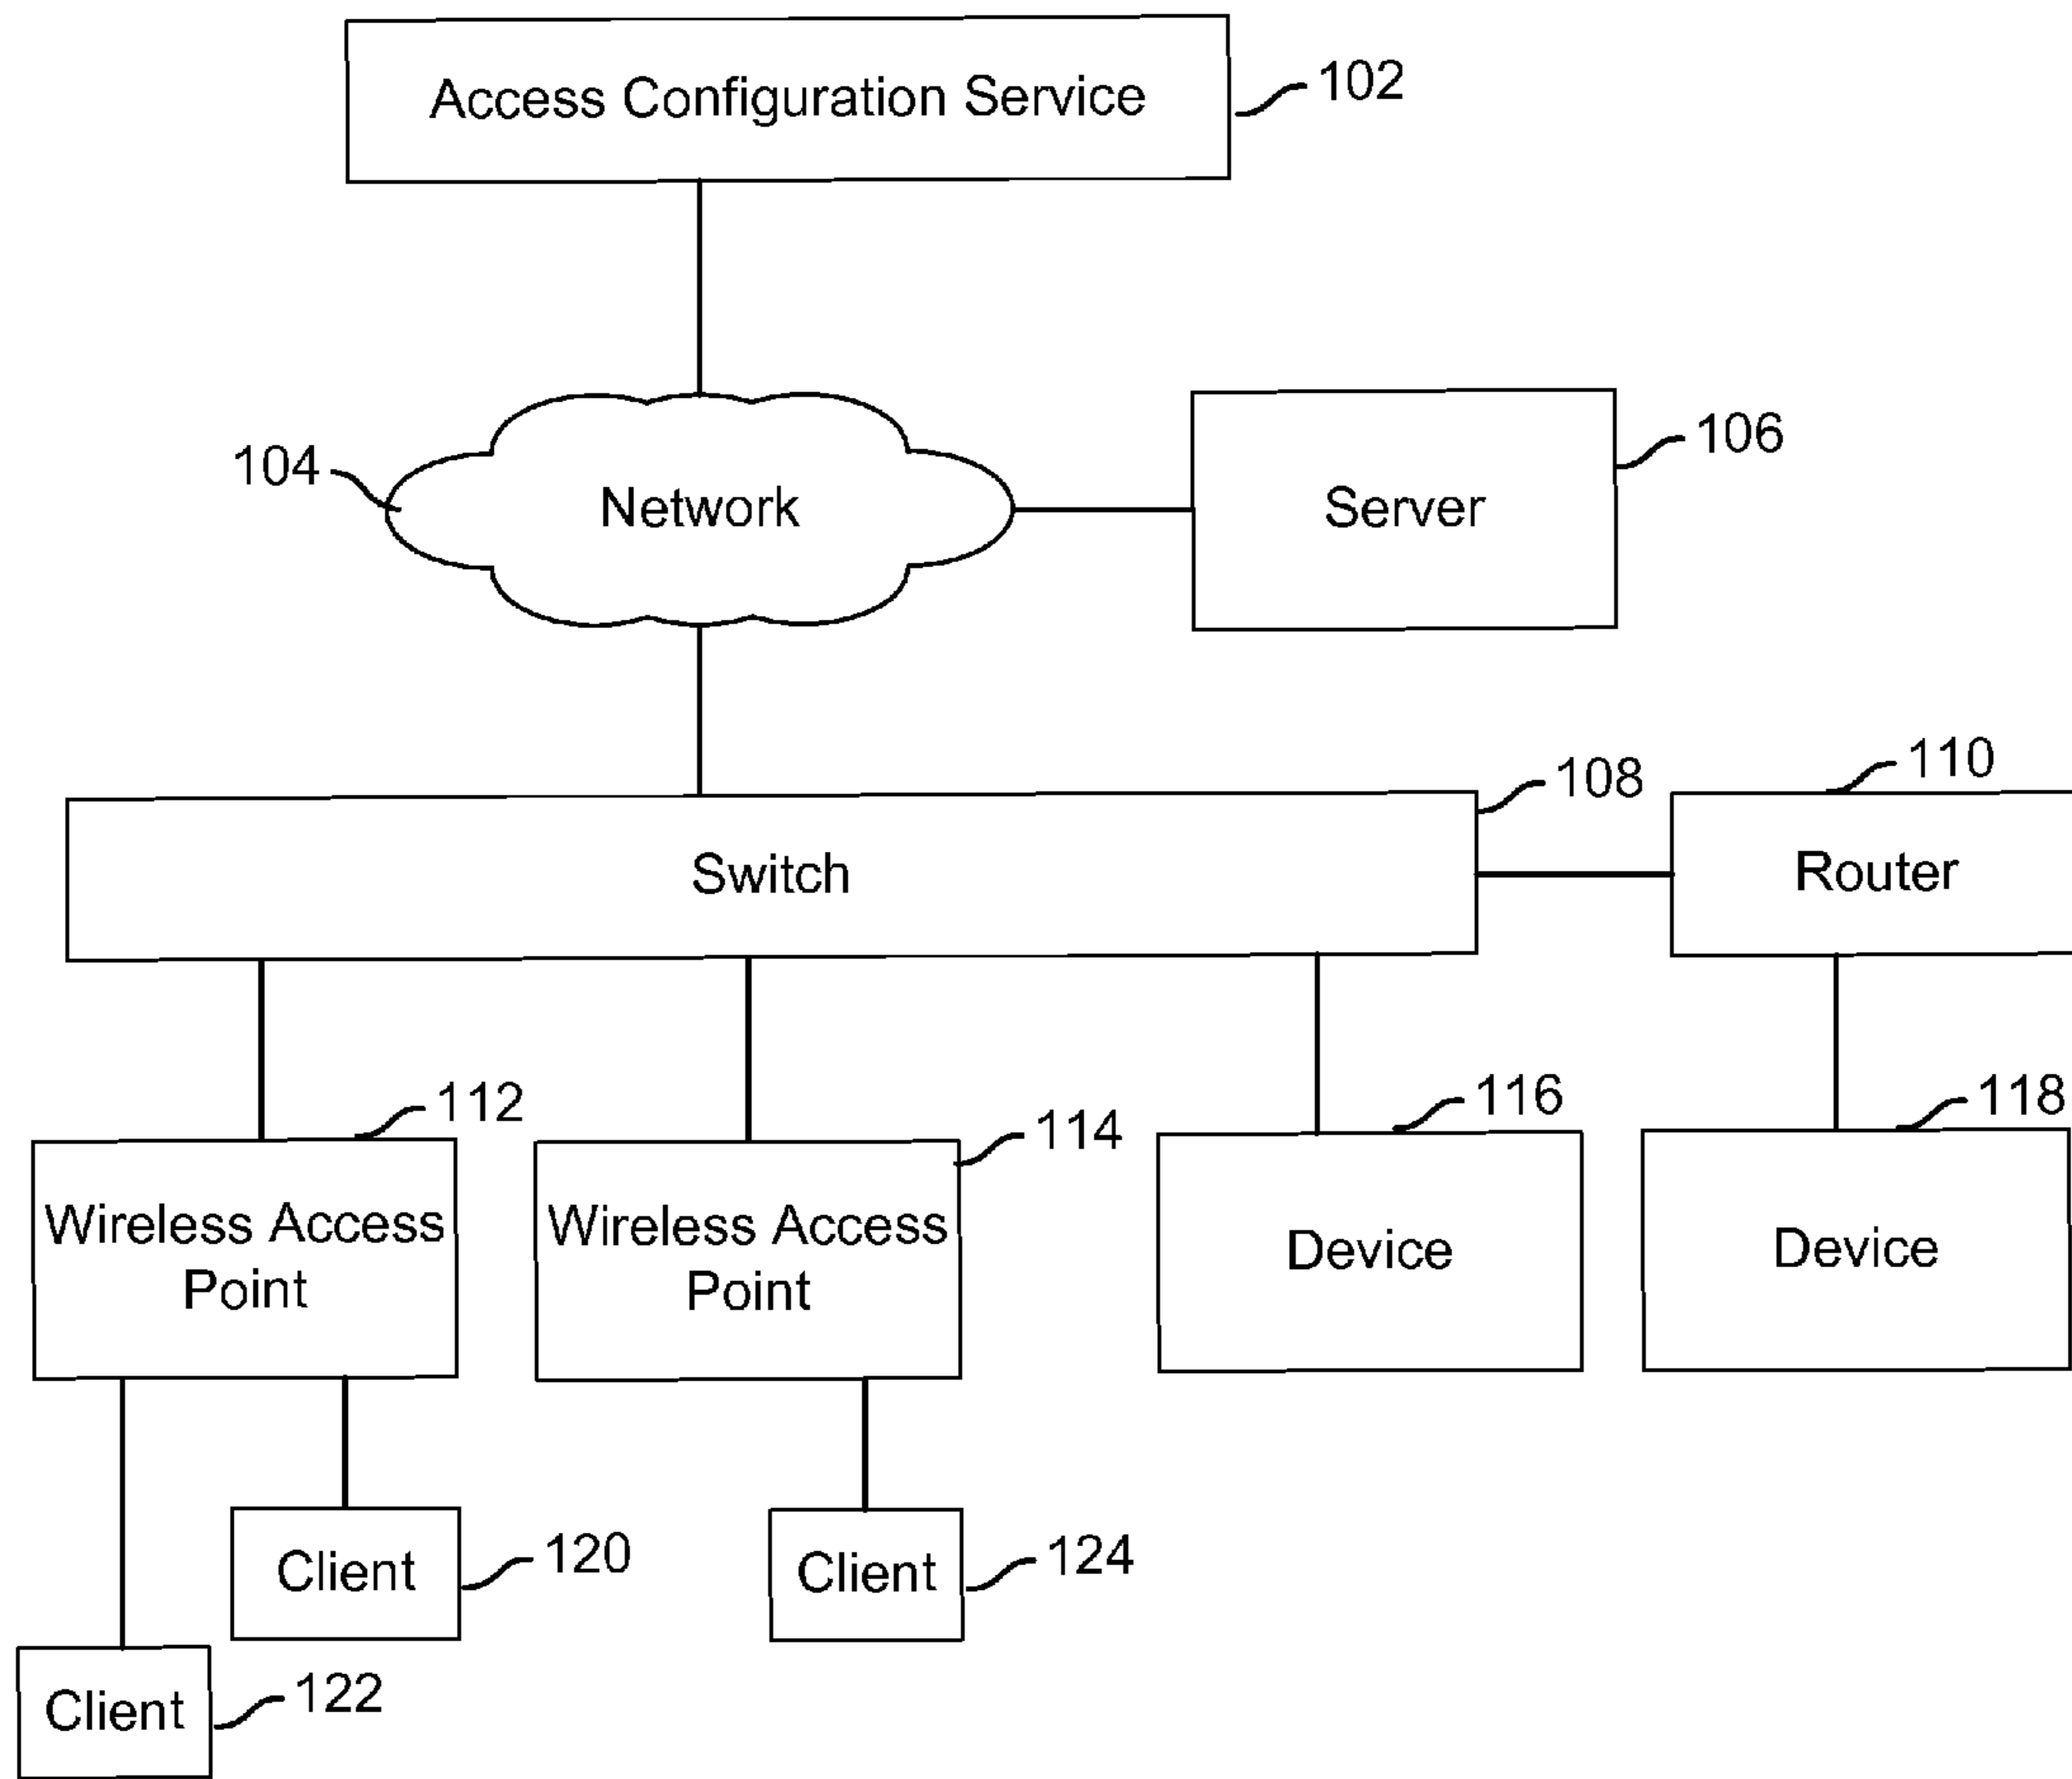 Access Configuration Service
102
104
Network
Server
106
108
110
Switch
Router
112
114
116
118
Wireless Access
Point
Wireless Access
Point
Device
Device
Client
120
Client
124
Client
122